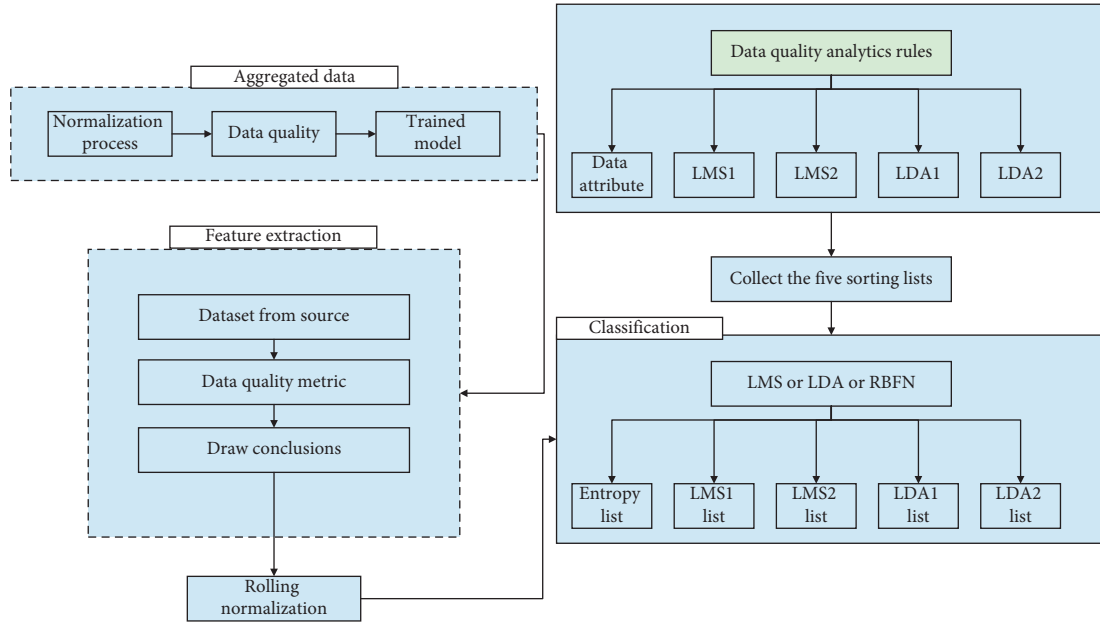 Aggregated data
Normalization
process
Data quality
Trained
model
Feature extraction
Dataset from source
Data quality metric
Draw conclusions
Rolling
normalization
Data quality analytics rules
Data
attribute
LMS1
LMS2
LDA1
LDA2
Collect the five sorting lists
Classification
LMS or LDA or RBFN
Entropy
list
LMS1
list
LMS2
list
LDA1
list
LDA2
list